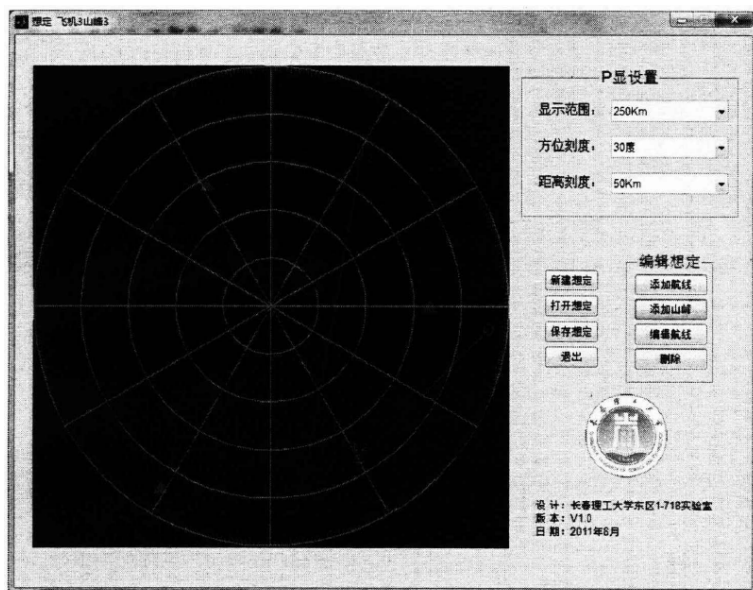 想定 飞机3山峰3
P显设置
显示范围： 250Km
方位刻度： 30度
距离刻度： 50Km
编辑想定
新建想定
添加航线
打开想定
添加山峰
保存想定
编辑航线
退出
删除
设 计：长春理工大学东区1-718实验室
版 本：V1.0
日 期：2011年8月